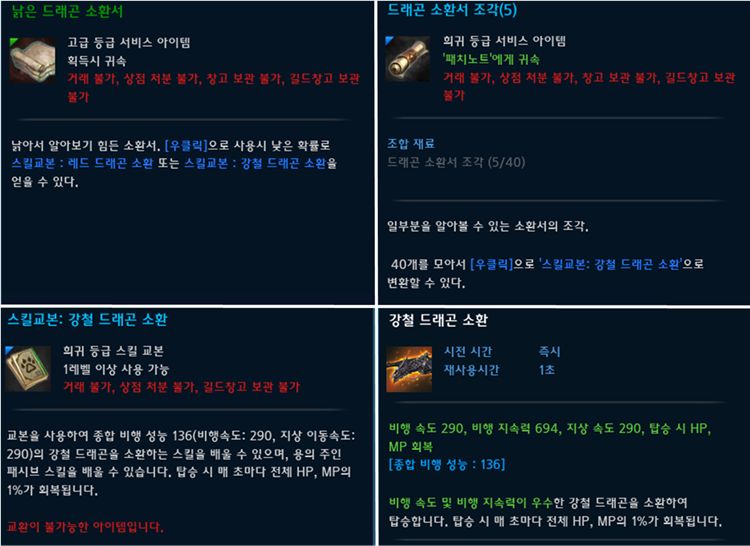 낡은 드래곤 소환서
고급 등급 서비스 아이템
획득시 귀속
거래 불가, 상점 저분 불가, 창고 보관 불가, 길드창고 보관
불가
낡아서 알아보기 힘든 소환서. [우클릭]으로 사용시 낮은 확률로
스킬교본 : 레드 드래곤 소환 또는 스킬교본 : 강철 드래곤 소환을
얻을 수 있다.
드래곤 소환서 조각(5)
희귀 등급 서비스 아이템
'패치노트'에게 귀속
거래 불가, 상점 저분 불가, 창고 보관 불가, 길드창고 보관
불가
조합 재료
드래곤 소환서 조각 (5/40)
일부분을 알아볼 수 있는 소환서의 조각.
40개를 모아서 [우클릭]으로 '스킬교본: 강철 드래곤 소환'으로
변환할 수 있다.
스킬교본: 강철 드래곤 소환
희귀 등급 스킬 교본
1레벨 이상 사용 가능
거래 불가, 상점 저분 불가, 길드창고 보관 불가
교본을 사용하여 종합 비행 성능 136(비행속도: 290, 지상 이동속도:
290)의 강철 드래곤을 소환하는 스킬을 배울 수 있으며, 용의 주인
패시브 스킬을 배울 수 있습니다. 탑승 시 매 초마다 전체 HP, MP의
1%가 회복됩니다.
교환이 불가능한 아이템입니다.
강철 드래곤 소환
시전 시간 즉시
재사용시간 1초
비행 속도 290, 비행 지속력 694, 지상 속도 290, 탑승 시 HP,
MP 회복
[종합 비행 성능 : 136]
비행 속도 및 비행 지속력이 우수한 강철 드래곤을 소환하여
탑승합니다. 탑승 시 매 초마다 전체 HP, MP의 1%가 회복됩니다.